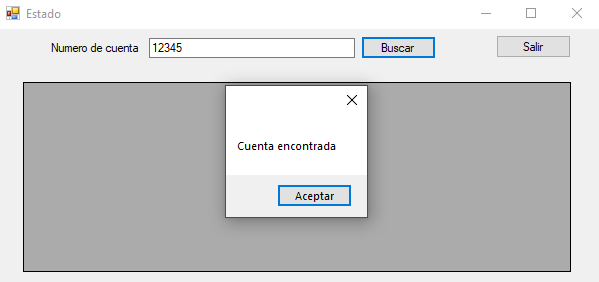 Estado
Numero de cuenta 12345 Buscar Salir
Cuenta encontrada
Aceptar